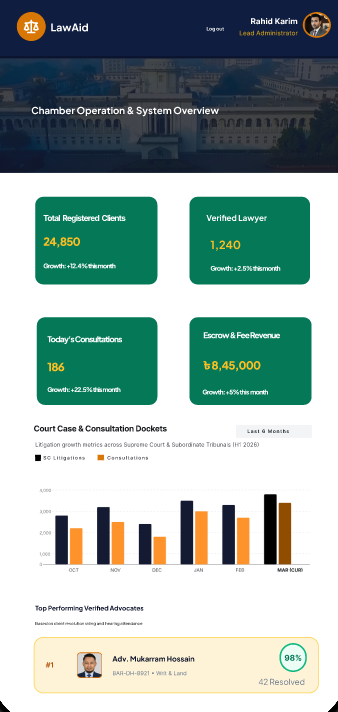 LawAid
Log out
Rahid Karim
Lead Administrator
Chamber Operation & System Overview
Total Registered Clients
24,850
Growth: +12.4% this month
Verified Lawyer
1,240
Growth: +2.5% this month
Today's Consultations
186
Growth: +22.5% this month
Escrow & Fee Revenue
৳ 8,45,000
Growth: +5% this month
Court Case & Consultation Dockets
Last 6 Months
Litigation growth metrics across Supreme Court & Subordinate Tribunals (H1 2026)
SC Litigations
Consultations
4,000
3,000
2,000
1,000
0
OCT
NOV
DEC
JAN
FEB
MAR (CUR)
Top Performing Verified Advocates
Based on client resolution rating and hearing attendance
#1
Adv. Mukarram Hossain
BAR-DH-8921 • Writ & Land
98%
42 Resolved